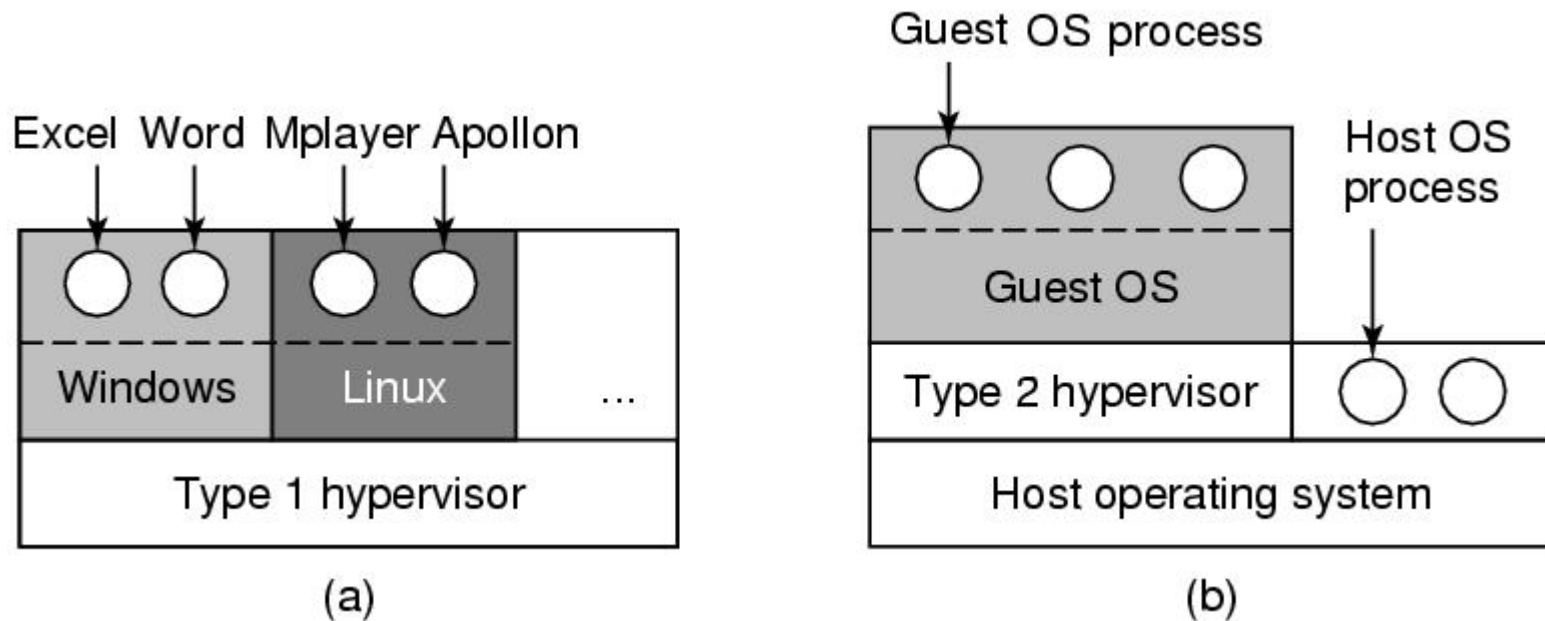 Excel Word Mplayer Apollon
Windows
Linux
...
Type 1 hypervisor
(a)
Guest OS process
Host OS
process
Guest OS
Type 2 hypervisor
Host operating system
(b)